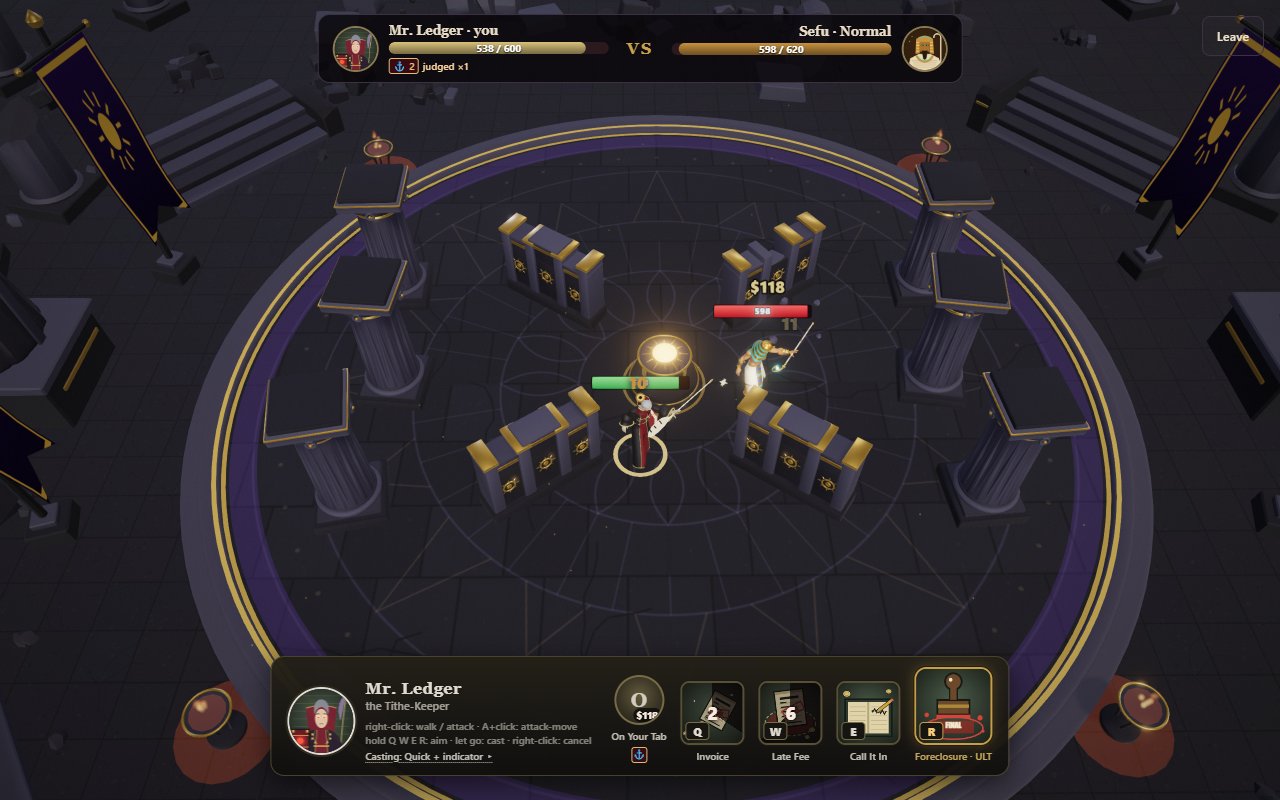 Mr. Ledger · you
538 / 600
2 judged ×1
VS
Sefu · Normal
598 / 620
Leave
$118
598
11
10
Mr. Ledger
the Tithe-Keeper
right-click: walk / attack · A+click: attack-move
hold Q W E R: aim · let go: cast · right-click: cancel
Casting: Quick + indicator
O
$118
On Your Tab
2
Q
Invoice
6
W
Late Fee
E
Call It In
FINAL
R
Foreclosure · ULT